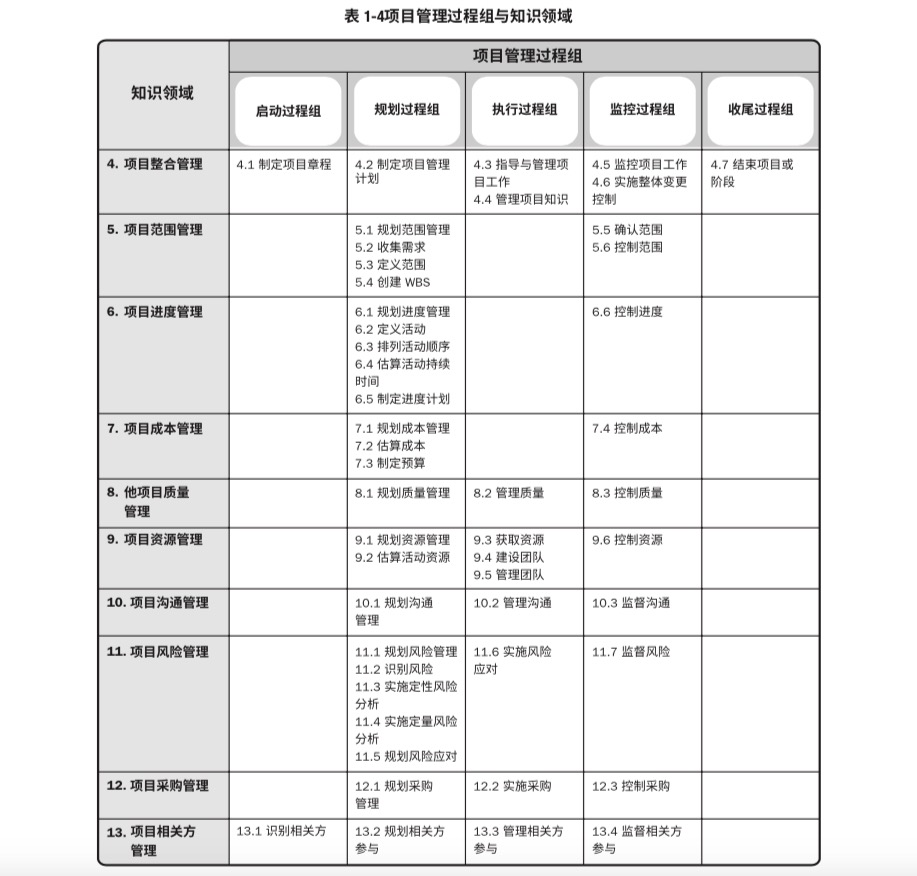 表 1-4项目管理过程组与知识领域
知识领域
项目管理过程组
启动过程组
规划过程组
执行过程组
监控过程组
收尾过程组
4. 项目整合管理
4.1 制定项目章程
4.2 制定项目管理
计划
4.3 指导与管理项
目工作
4.4 管理项目知识
4.5 监控项目工作
4.6 实施整体变更
控制
4.7 结束项目或
阶段
5. 项目范围管理
5.1 规划范围管理
5.2 收集需求
5.3 定义范围
5.4 创建 WBS
5.5 确认范围
5.6 控制范围
6. 项目进度管理
6.1 规划进度管理
6.2 定义活动
6.3 排列活动顺序
6.4 估算活动持续
时间
6.5 制定进度计划
6.6 控制进度
7. 项目成本管理
7.1 规划成本管理
7.2 估算成本
7.3 制定预算
7.4 控制成本
8. 他项目质量
管理
8.1 规划质量管理
8.2 管理质量
8.3 控制质量
9. 项目资源管理
9.1 规划资源管理
9.2 估算活动资源
9.3 获取资源
9.4 建设团队
9.5 管理团队
9.6 控制资源
10. 项目沟通管理
10.1 规划沟通
管理
10.2 管理沟通
10.3 监督沟通
11. 项目风险管理
11.1 规划风险管理
11.2 识别风险
11.3 实施定性风险
分析
11.4 实施定量风险
分析
11.5 规划风险应对
11.6 实施风险
应对
11.7 监督风险
12. 项目采购管理
12.1 规划采购
管理
12.2 实施采购
12.3 控制采购
13. 项目相关方
管理
13.1 识别相关方
13.2 规划相关方
参与
13.3 管理相关方
参与
13.4 监督相关方
参与